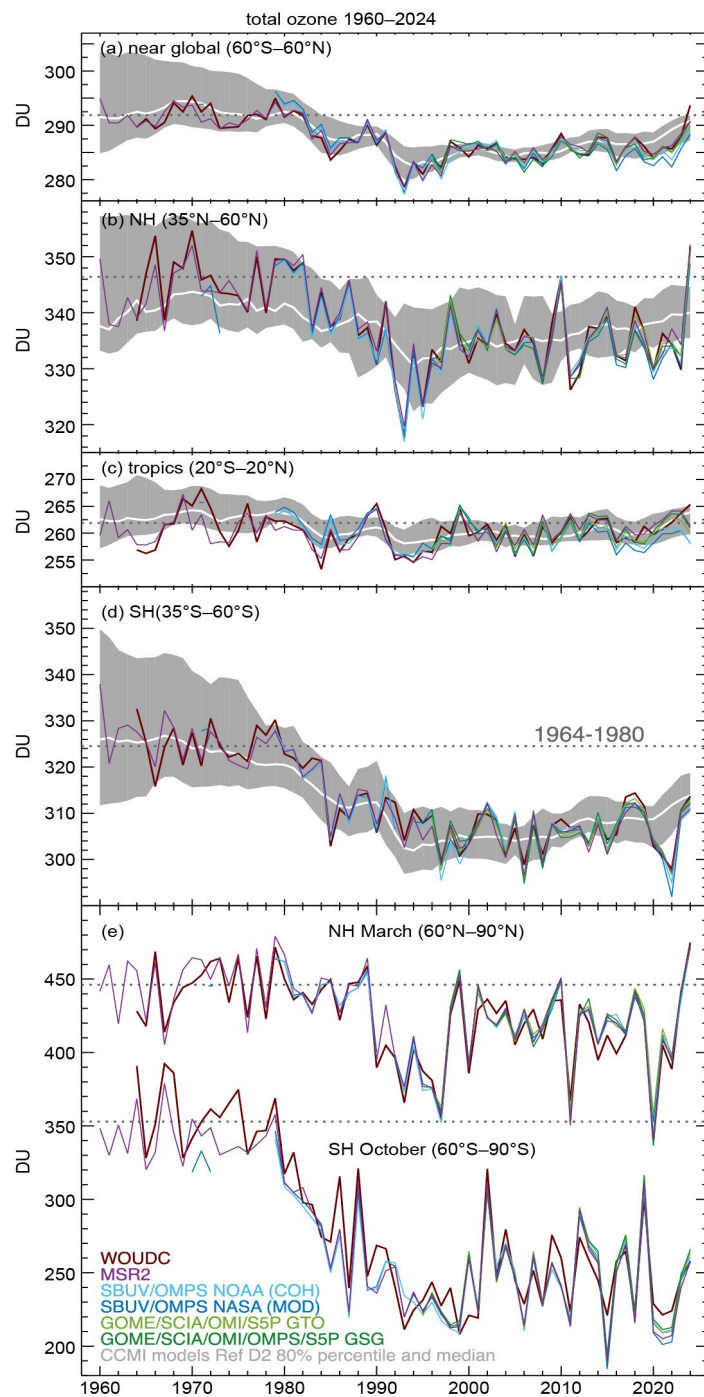 total ozone 1960–2024
(a) near global (60°S–60°N)
300
290
280
DU
(b) NH (35°N–60°N)
350
340
330
320
DU
(c) tropics (20°S–20°N)
270
265
260
255
DU
(d) SH(35°S–60°S)
350
340
330
320
310
300
DU
1964-1980
(e)
NH March (60°N–90°N)
450
400
350
300
250
200
DU
SH October (60°S–90°S)
WOUDC
MSR2
SBUV/OMPS NOAA (COH)
SBUV/OMPS NASA (MOD)
GOME/SCIA/OMI/S5P GTO
GOME/SCIA/OMI/OMPS/S5P GSG
CCMI models Ref D2 80% percentile and median
1960 1970 1980 1990 2000 2010 2020